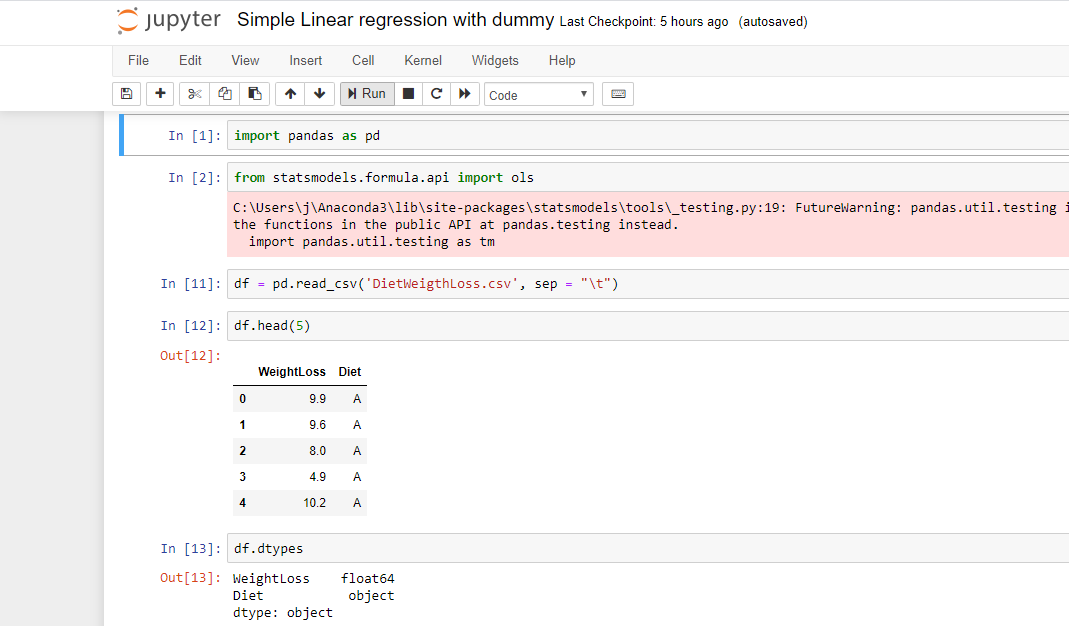 jupyter Simple Linear regression with dummy Last Checkpoint: 5 hours ago (autosaved)
File Edit View Insert Cell Kernel Widgets Help
Run Code
In [1]: import pandas as pd
In [2]: from statsmodels.formula.api import ols
C:\Users\j\Anaconda3\lib\site-packages\statsmodels\tools\_testing.py:19: FutureWarning: pandas.util.testing
the functions in the public API at pandas.testing instead.
import pandas.util.testing as tm
In [11]: df = pd.read_csv('DietWeigthLoss.csv', sep = "\t")
In [12]: df.head(5)
Out[12]:
WeightLoss Diet
0 9.9 A
1 9.6 A
2 8.0 A
3 4.9 A
4 10.2 A
In [13]: df.dtypes
Out[13]: WeightLoss float64
Diet object
dtype: object